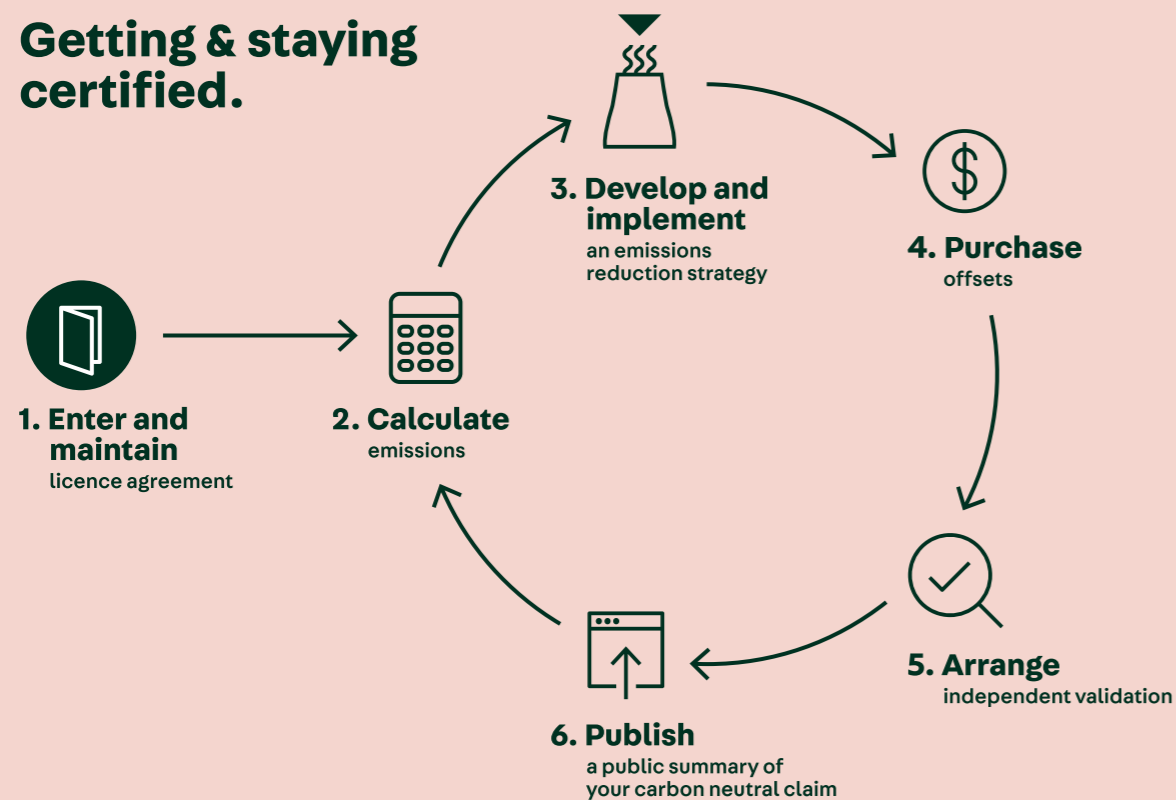 Getting & staying
certified.
1. Enter and
maintain
licence agreement
2. Calculate
emissions
3. Develop and
implement
an emissions
reduction strategy
4. Purchase
offsets
5. Arrange
independent validation
6. Publish
a public summary of
your carbon neutral claim